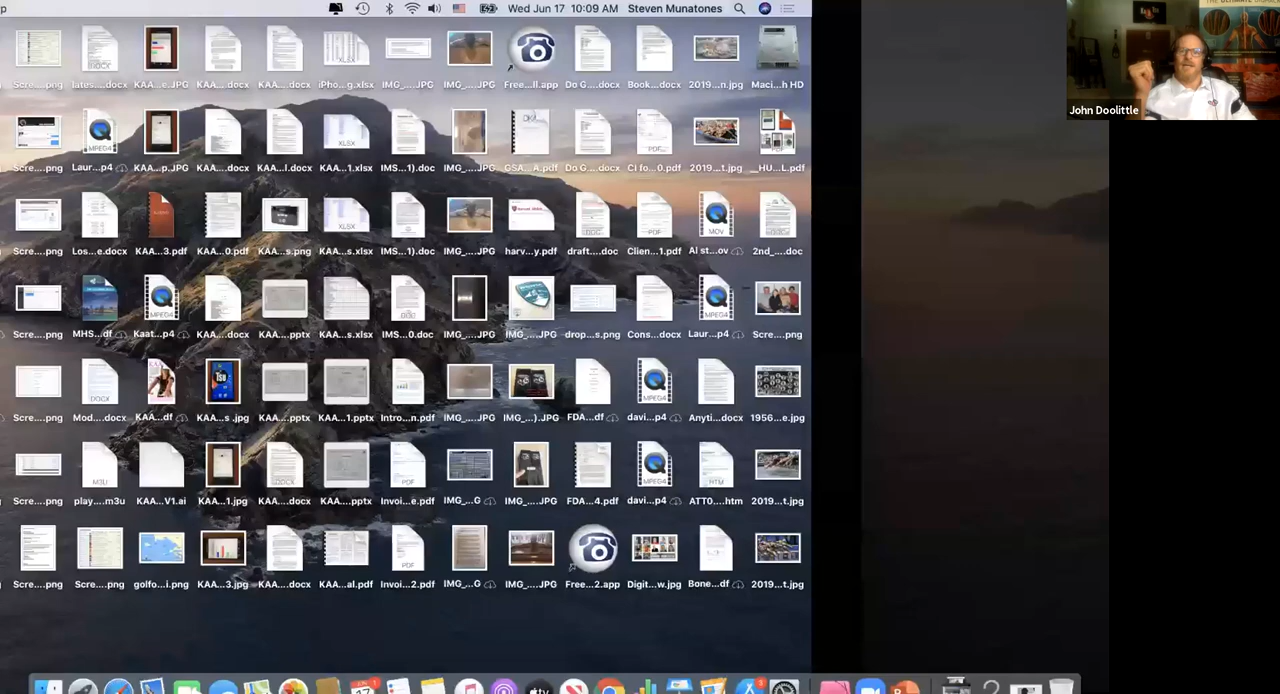 p Wed Jun 17 10:09 AM Steven Munatones
John Doolittle
Scre....png lates....docx KAA...e.JPG KAA....docx KAA....docx iPho...g.xlsx IMG_....JPG IMG_....JPG Free...ll.app Do G....docx Book...docx 2019...n.jpg Maci...h HD
Scre....png Laur...p4 KAA...p.JPG KAA....docx KAA...l.docx KAA...1.xlsx IMS...1).doc IMG_....JPG GSA...A.pdf Do G....docx CI fo...0.pdf 2019...t.jpg __HU...L.pdf
Scre....png Los...e.docx KAA...3.pdf KAA...0.pdf KAA...s.png KAA...s.xlsx IMS...1).doc IMG_....JPG harv...y.pdf draft....doc Clien...1.pdf AI st...ov 2nd_....doc
Scre....png MHS...df Kaat...p4 KAA....docx KAA....pptx KAA...s.xlsx IMS...0.doc IMG_....JPG IMG_....JPG drop...s.png Cons....docx Laur...p4 Scre....png
Scre....png Mod....docx KAA...df KAA...s .jpg KAA....pptx KAA...1.pptx Intro...n.pdf IMG_....JPG IMG_...).JPG FDA...df davi...p4 Anyti...docx 1956...e.jpg
Scre....png play....m3u KAA...V1.ai KAA...1.jpg KAA....docx KAA....pptx Invoi...e.pdf IMG_...G IMG_....JPG FDA...4.pdf davi...p4 ATT0....htm 2019...t.jpg
Scre....png Scre....png golfo...i.png KAA...3.jpg KAA....docx KAA...al.pdf Invoi...2.pdf IMG_...G IMG_....JPG Free...2.app Digit...w.jpg Bone...df 2019...t.jpg